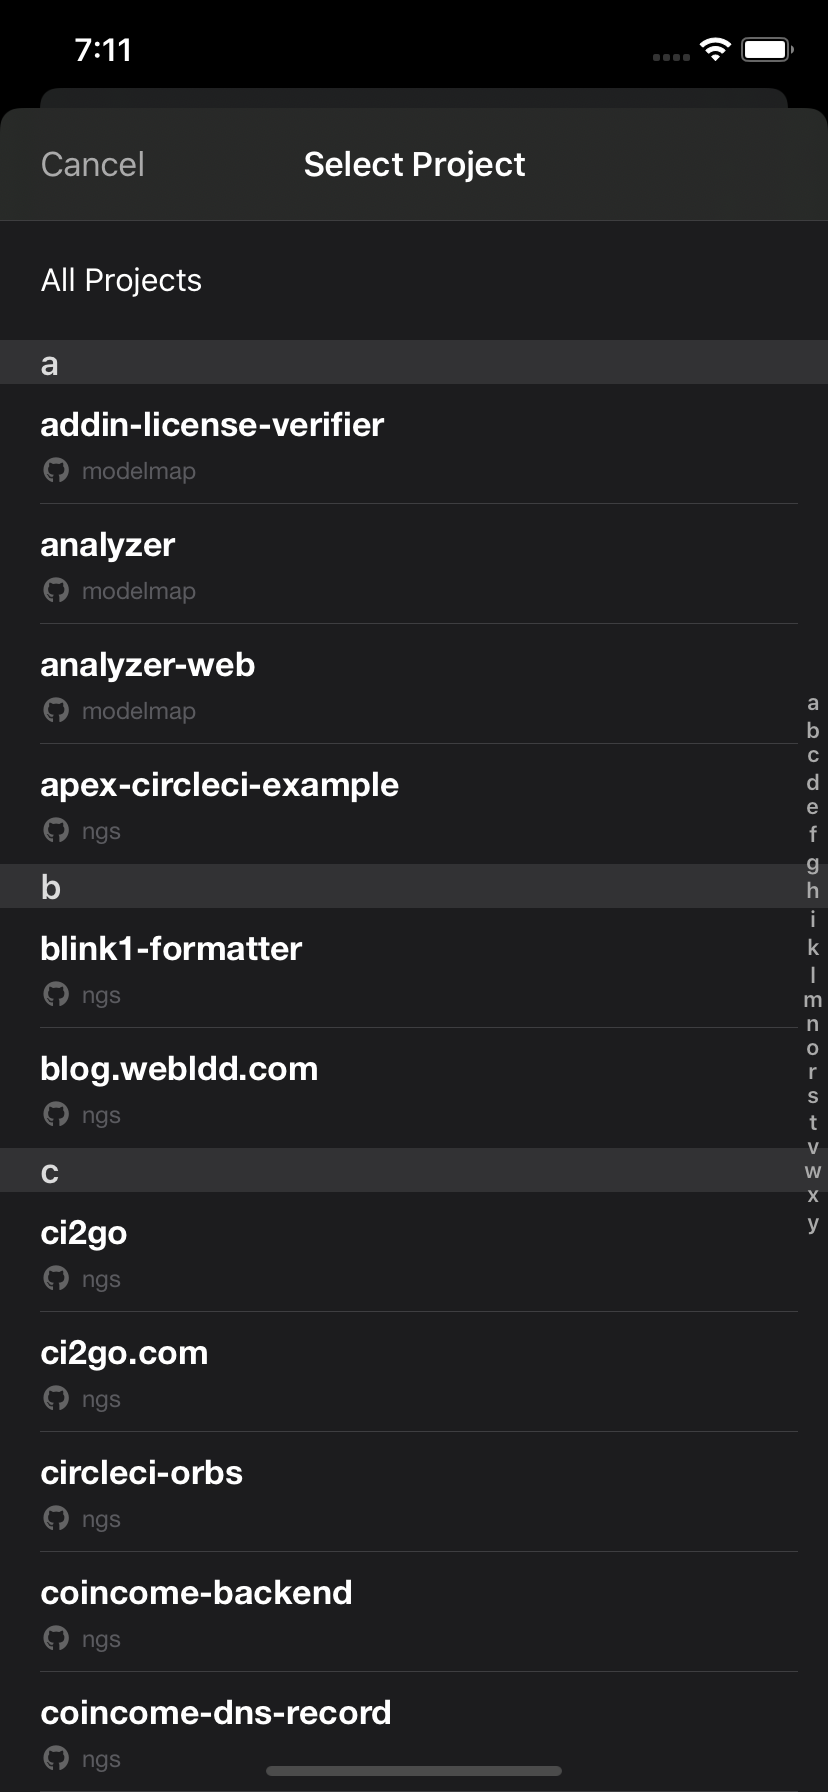 7:11
Cancel
Select Project
All Projects
a
addin-license-verifier
modelmap
analyzer
modelmap
analyzer-web
modelmap
apex-circleci-example
ngs
b
blink1-formatter
ngs
blog.webldd.com
ngs
c
ci2go
ngs
ci2go.com
ngs
circleci-orbs
ngs
coincome-backend
ngs
coincome-dns-record
ngs
a
b
c
d
e
f
g
h
i
k
l
m
n
o
r
s
t
v
w
x
y